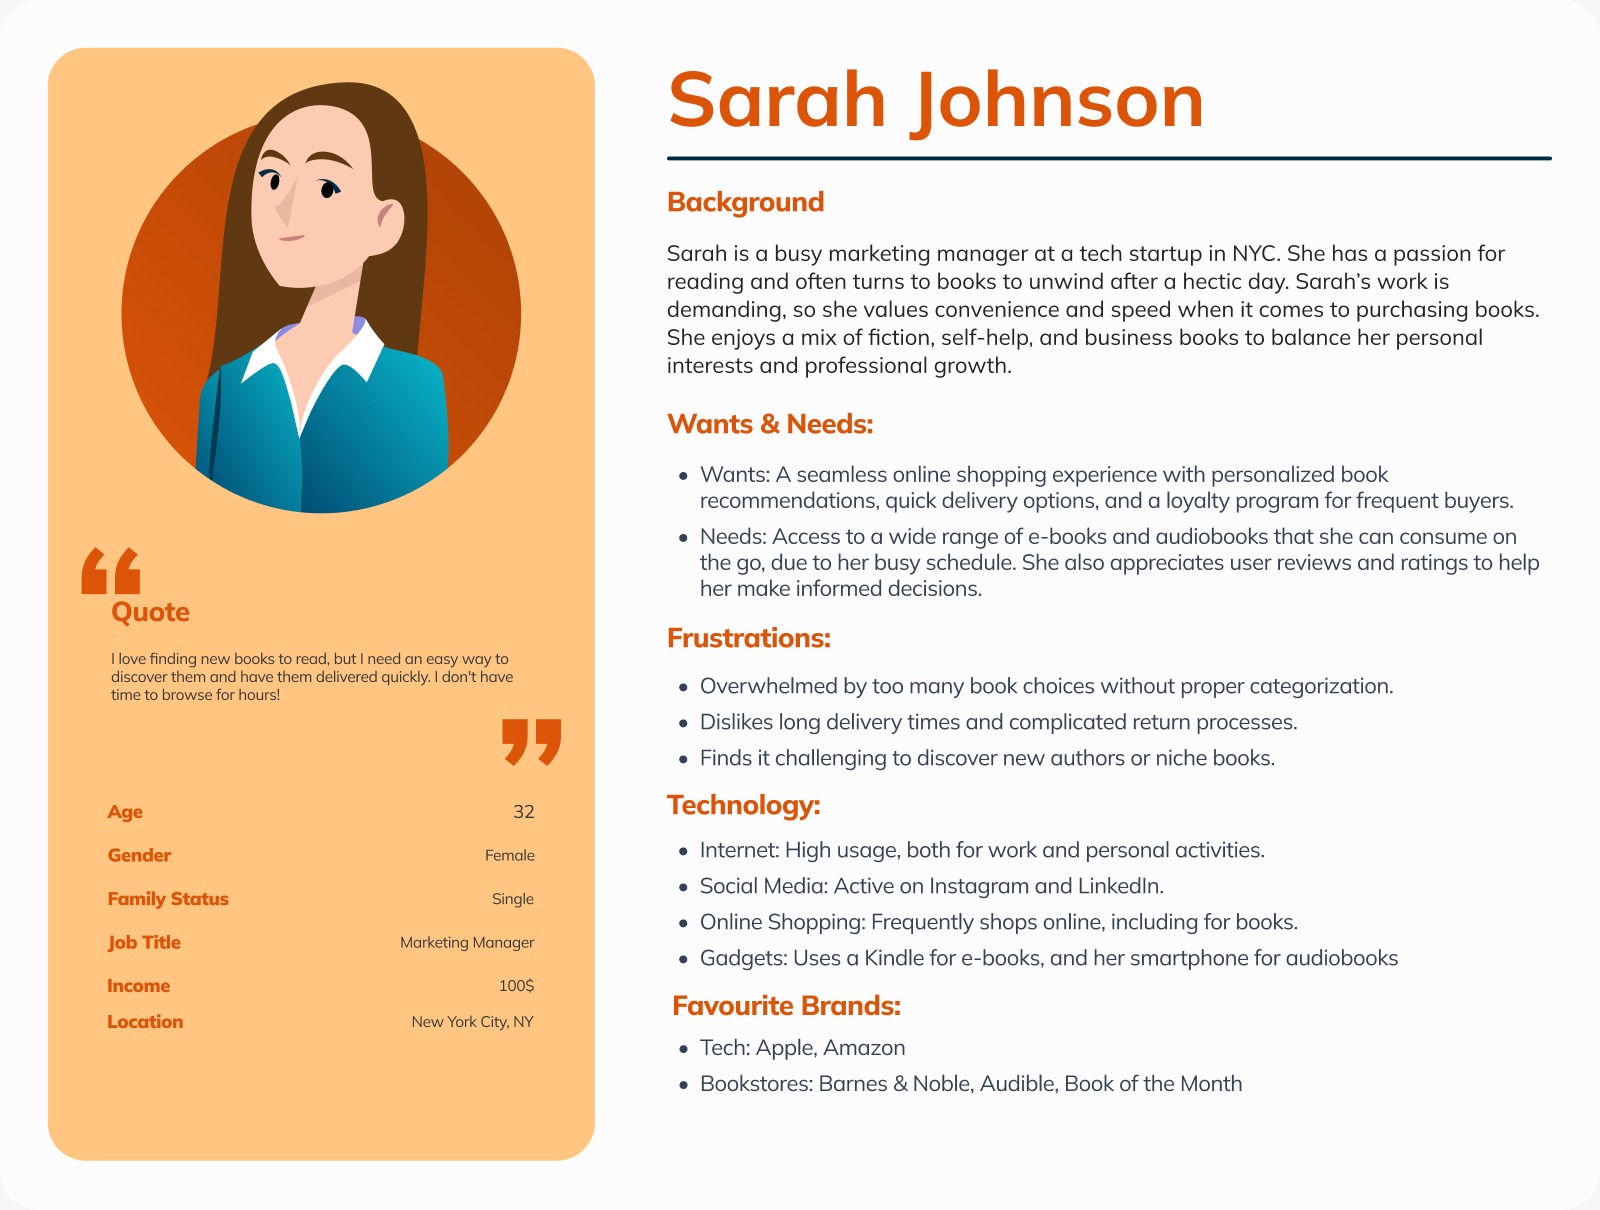 Sarah Johnson
Background
Sarah is a busy marketing manager at a tech startup in NYC. She has a passion for
reading and often turns to books to unwind after a hectic day. Sarah’s work is
demanding, so she values convenience and speed when it comes to purchasing books.
She enjoys a mix of fiction, self-help, and business books to balance her personal
interests and professional growth.
Wants & Needs:
• Wants: A seamless online shopping experience with personalized book
recommendations, quick delivery options, and a loyalty program for frequent buyers.
• Needs: Access to a wide range of e-books and audiobooks that she can consume on
the go, due to her busy schedule. She also appreciates user reviews and ratings to help
her make informed decisions.
Frustrations:
• Overwhelmed by too many book choices without proper categorization.
• Dislikes long delivery times and complicated return processes.
• Finds it challenging to discover new authors or niche books.
Technology:
• Internet: High usage, both for work and personal activities.
• Social Media: Active on Instagram and LinkedIn.
• Online Shopping: Frequently shops online, including for books.
• Gadgets: Uses a Kindle for e-books, and her smartphone for audiobooks
Favourite Brands:
• Tech: Apple, Amazon
• Bookstores: Barnes & Noble, Audible, Book of the Month
“
Quote
I love finding new books to read, but I need an easy way to
discover them and have them delivered quickly. I don't have
time to browse for hours!
”
Age 32
Gender Female
Family Status Single
Job Title Marketing Manager
Income 100$
Location New York City, NY